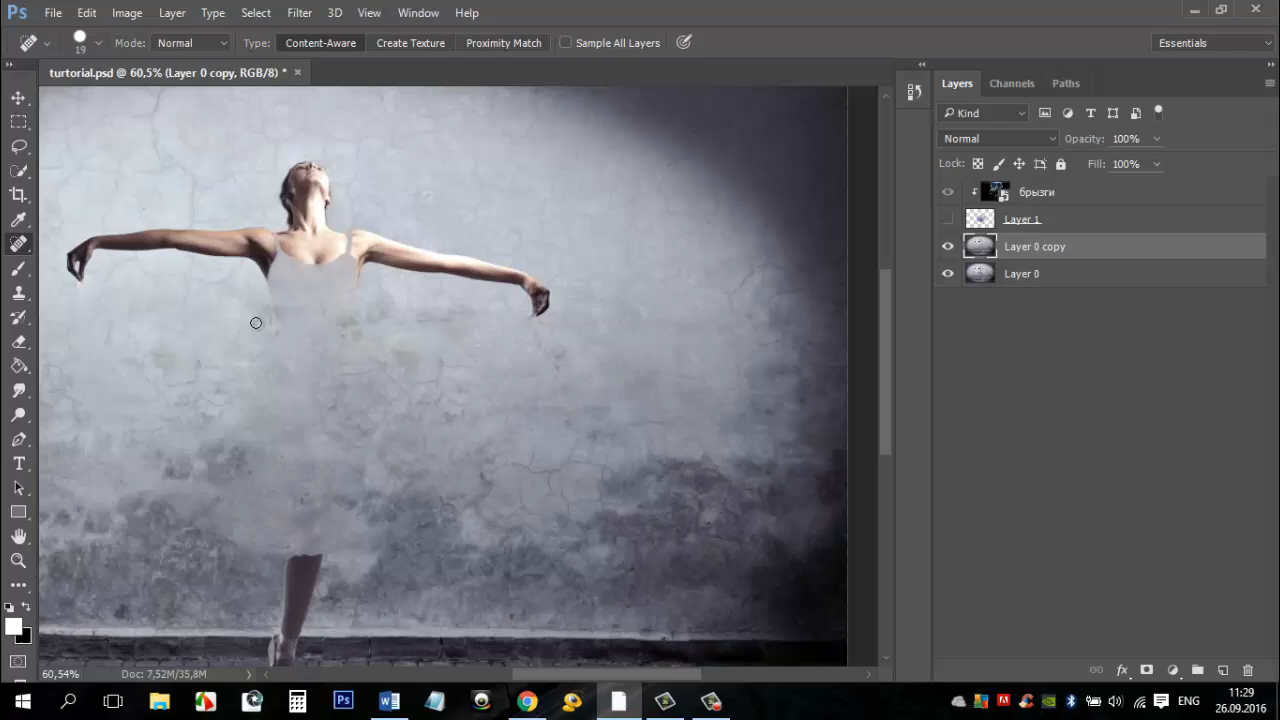 Ps File Edit Image Layer Type Select Filter 3D View Window Help
19 Mode: Normal Type: Content-Aware Create Texture Proximity Match Sample All Layers Essentials
turtorial.psd @ 60,5% (Layer 0 copy, RGB/8) *
Layers Channels Paths
Kind
Normal Opacity: 100%
Lock: Fill: 100%
брызги
Layer 1
Layer 0 copy
Layer 0
60,54% Doc: 7,52M/35,8M
fx
Ps
ENG
11:29
26.09.2016